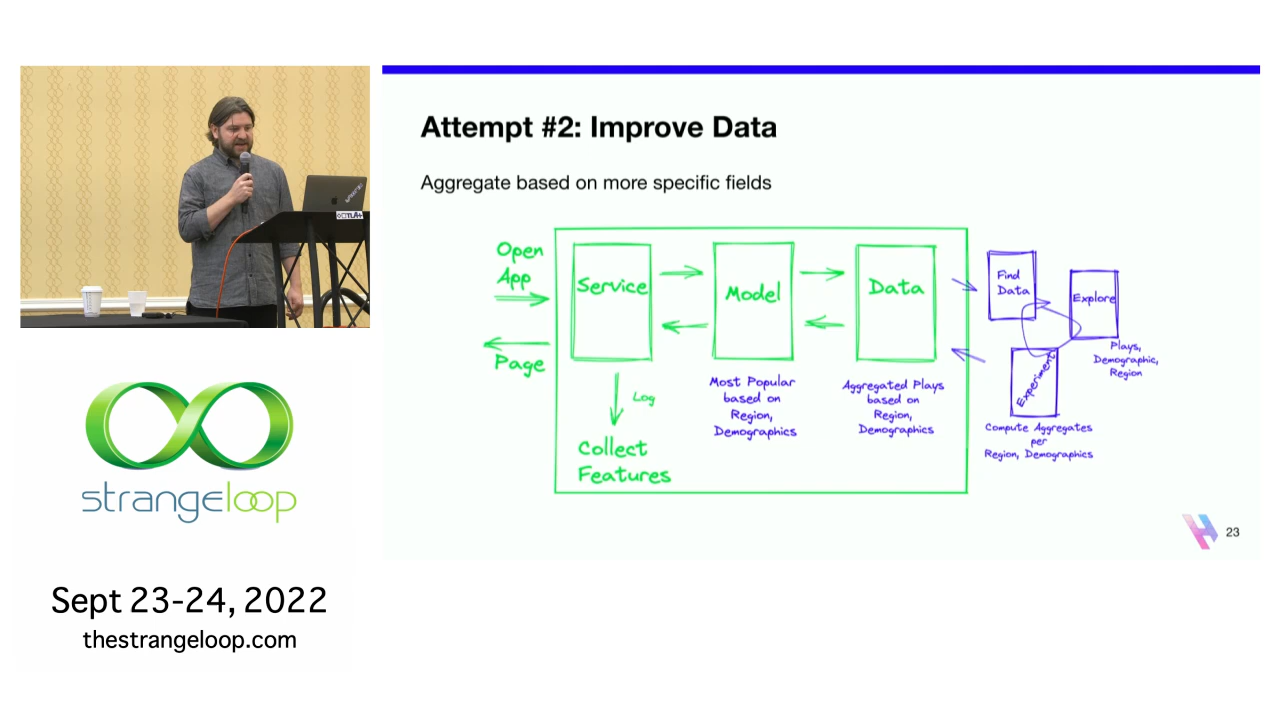 Attempt #2: Improve Data
Aggregate based on more specific fields
Open
App
Page
Service
Model
Data
Log
Collect
Features
Most Popular
based on
Region,
Demographics
Aggregated Plays
based on
Region,
Demographics
Find
Data
Explore
Plays,
Demographic,
Region
Experiment
Compute Aggregates
per
Region, Demographics
23
strangeloop
Sept 23-24, 2022
thestrangeloop.com